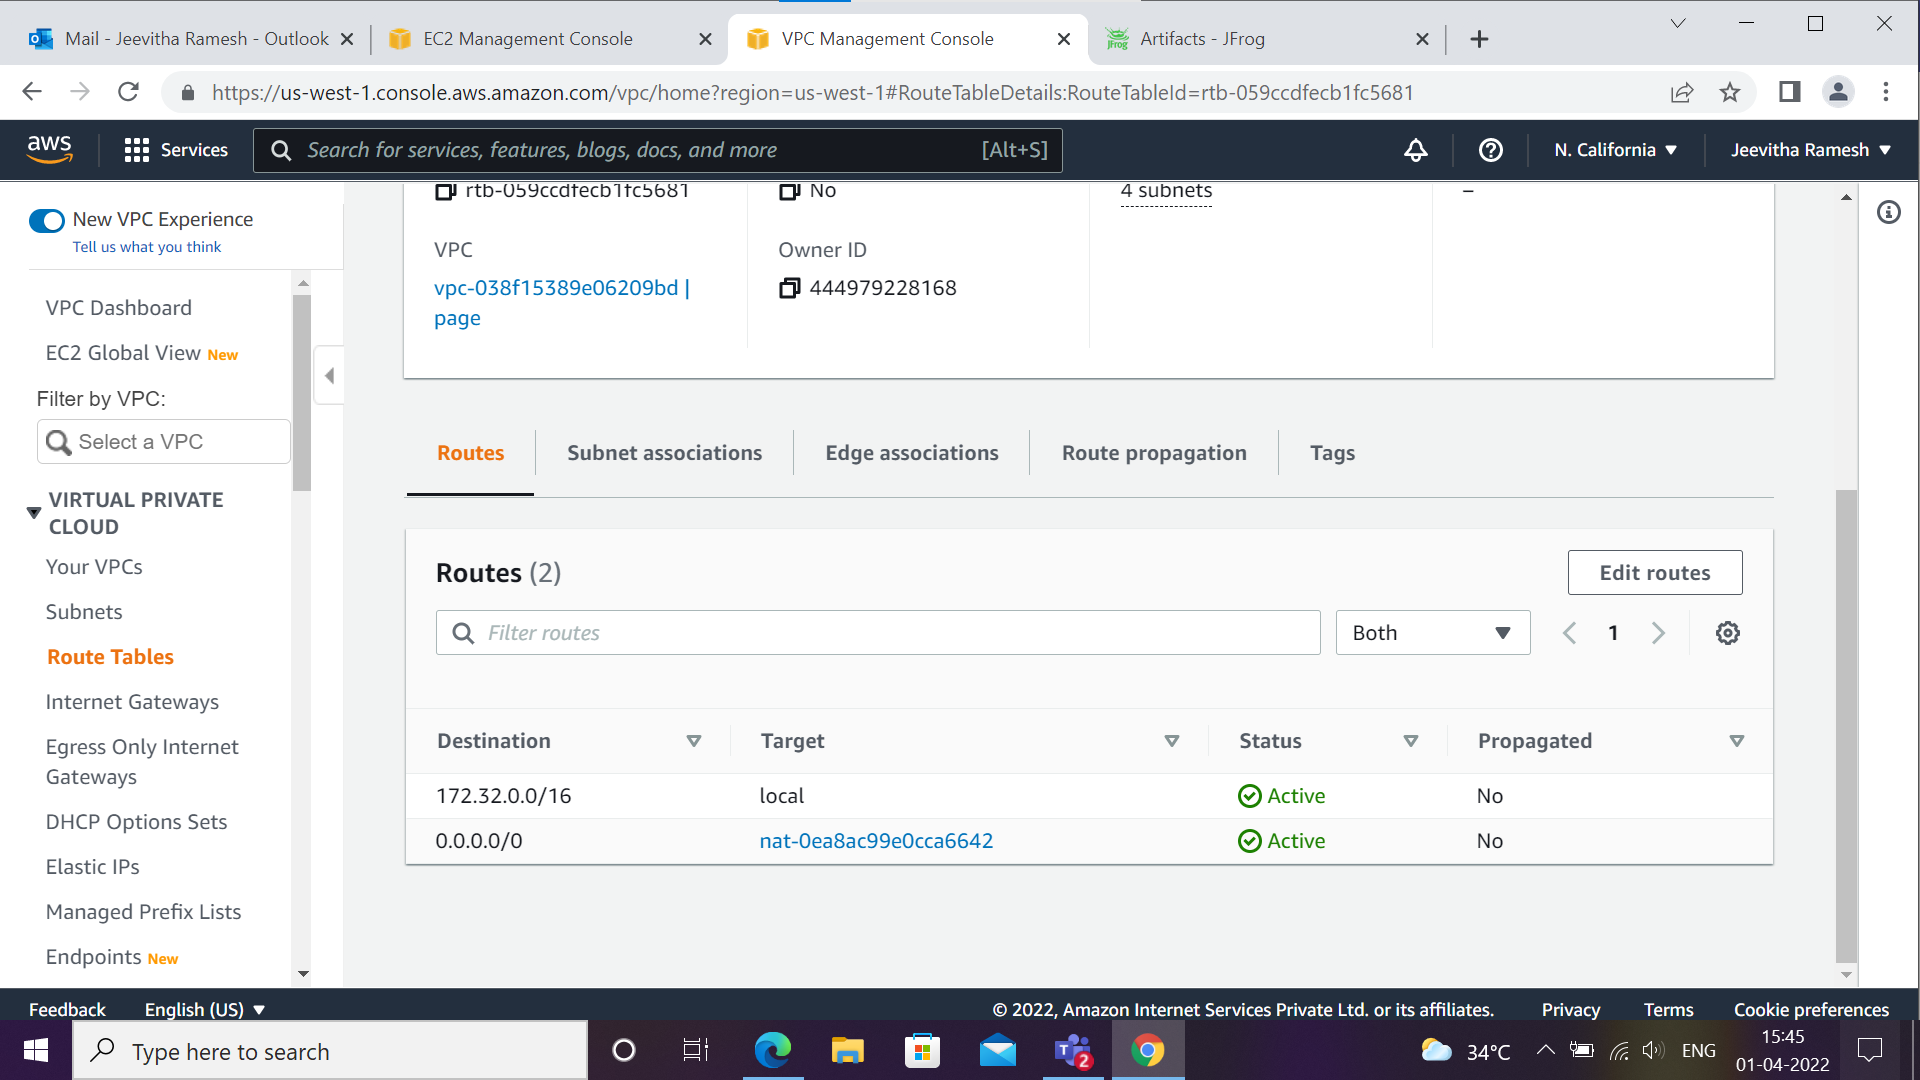 Mail - Jeevitha Ramesh - Outlook
EC2 Management Console
VPC Management Console
Artifacts - JFrog
https://us-west-1.console.aws.amazon.com/vpc/home?region=us-west-1#RouteTableDetails:RouteTableId=rtb-059ccdfecb1fc5681
aws
Services
Search for services, features, blogs, docs, and more
[Alt+S]
N. California
Jeevitha Ramesh
New VPC Experience
Tell us what you think
VPC Dashboard
EC2 Global View New
Filter by VPC:
Select a VPC
VIRTUAL PRIVATE
CLOUD
Your VPCs
Subnets
Route Tables
Internet Gateways
Egress Only Internet
Gateways
DHCP Options Sets
Elastic IPs
Managed Prefix Lists
Endpoints New
rtb-059ccdfecb1fc5681
No
4 subnets
–
VPC
vpc-038f15389e06209bd |
page
Owner ID
444979228168
Routes
Subnet associations
Edge associations
Route propagation
Tags
Routes (2)
Edit routes
Filter routes
Both
1
Destination
Target
Status
Propagated
172.32.0.0/16
local
Active
No
0.0.0.0/0
nat-0ea8ac99e0cca6642
Active
No
Feedback
English (US)
© 2022, Amazon Internet Services Private Ltd. or its affiliates.
Privacy
Terms
Cookie preferences
Type here to search
2
34°C
ENG
15:45
01-04-2022